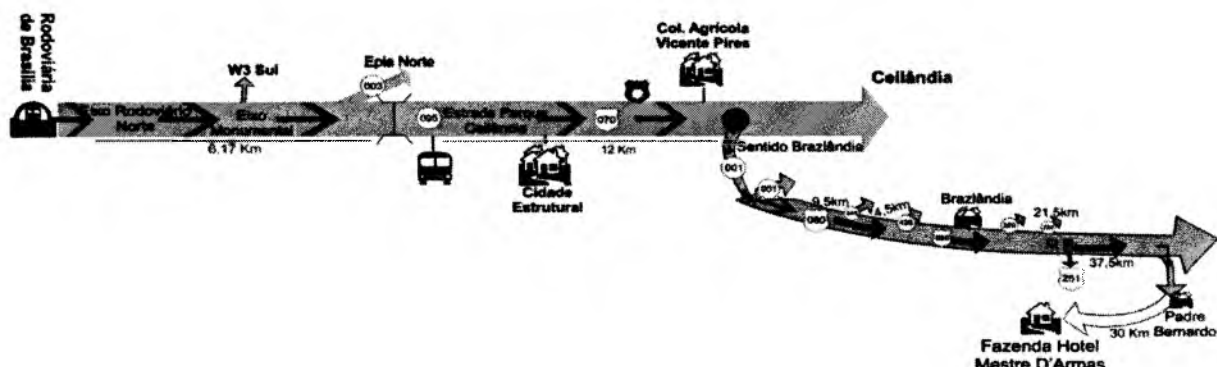 Rodoviária
de Brasília
W3 Sul
Epia Norte
003
Eixo Rodoviário
Norte
Eixo
Monumental
6,17 Km
095
Estrada Parque
Ceilândia
070
12 Km
Cidade
Estrutural
Col. Agrícola
Vicente Pires
Ceilândia
Sentido Brazlândia
001
001
9,5km
080
4,5km
Brazlândia
21,5km
37,5km
251
Padre
Bernardo
30 Km
Fazenda Hotel
Mestre D'Armas